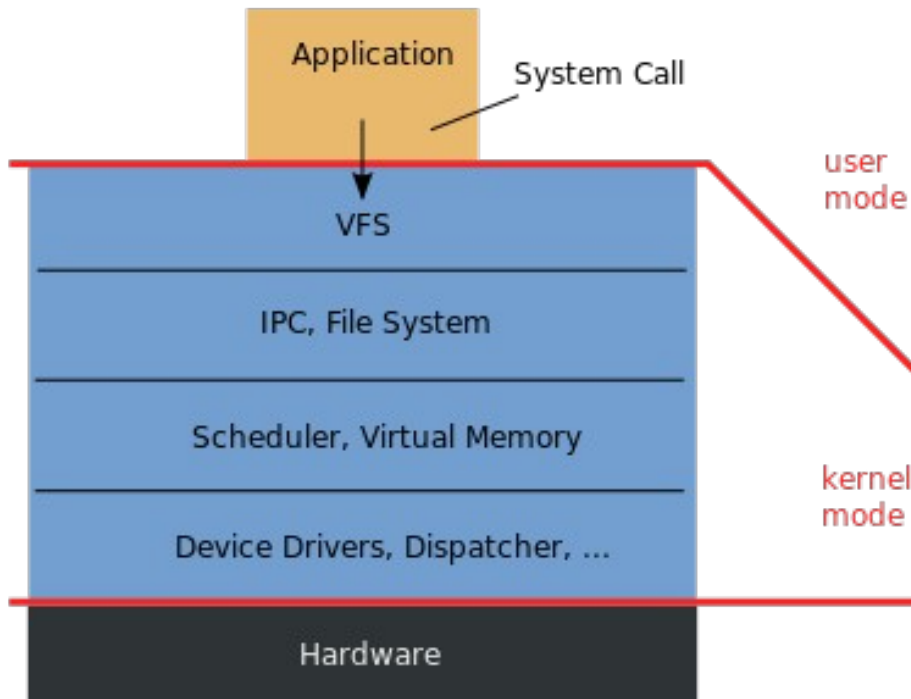 Application
System Call
user
mode
VFS
IPC, File System
Scheduler, Virtual Memory
kernel
mode
Device Drivers, Dispatcher, ...
Hardware